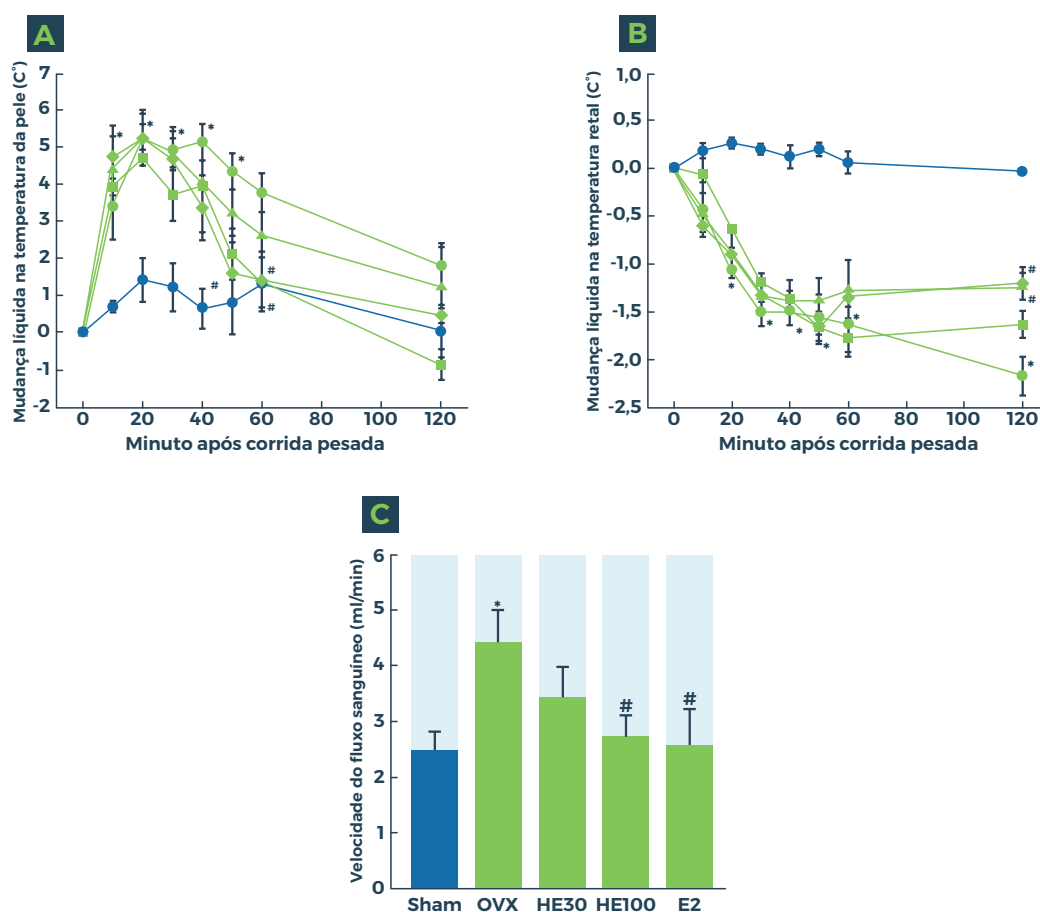 A
Mudança líquida na temperatura da pele (C°)
7
6
5
4
3
2
1
0
-1
-2
* * * * *
#
#
#
0 20 40 60 80 100 120
Minuto após corrida pesada
B
Mudança líquida na temperatura retal (C°)
1,0
0,5
0,0
-0,5
-1,0
-1,5
-2,0
-2,5
#
#
* * * * * *
0 20 40 60 80 100 120
Minuto após corrida pesada
C
Velocidade do fluxo sanguíneo (ml/min)
6
5
4
3
2
1
0
*
# #
Sham OVX HE30 HE100 E2